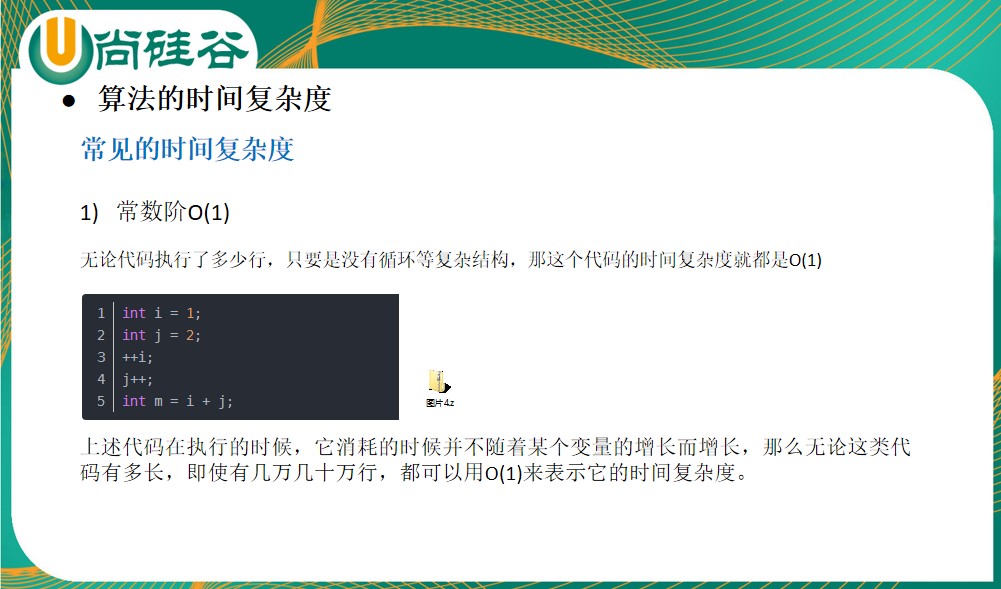 尚硅谷
算法的时间复杂度
常见的时间复杂度
1) 常数阶O(1)
无论代码执行了多少行，只要是没有循环等复杂结构，那这个代码的时间复杂度就都是O(1)
1 int i = 1;
2 int j = 2;
3 ++i;
4 j++;
5 int m = i + j;
图片4.z
上述代码在执行的时候，它消耗的时候并不随着某个变量的增长而增长，那么无论这类代
码有多长，即使有几万几十万行，都可以用O(1)来表示它的时间复杂度。